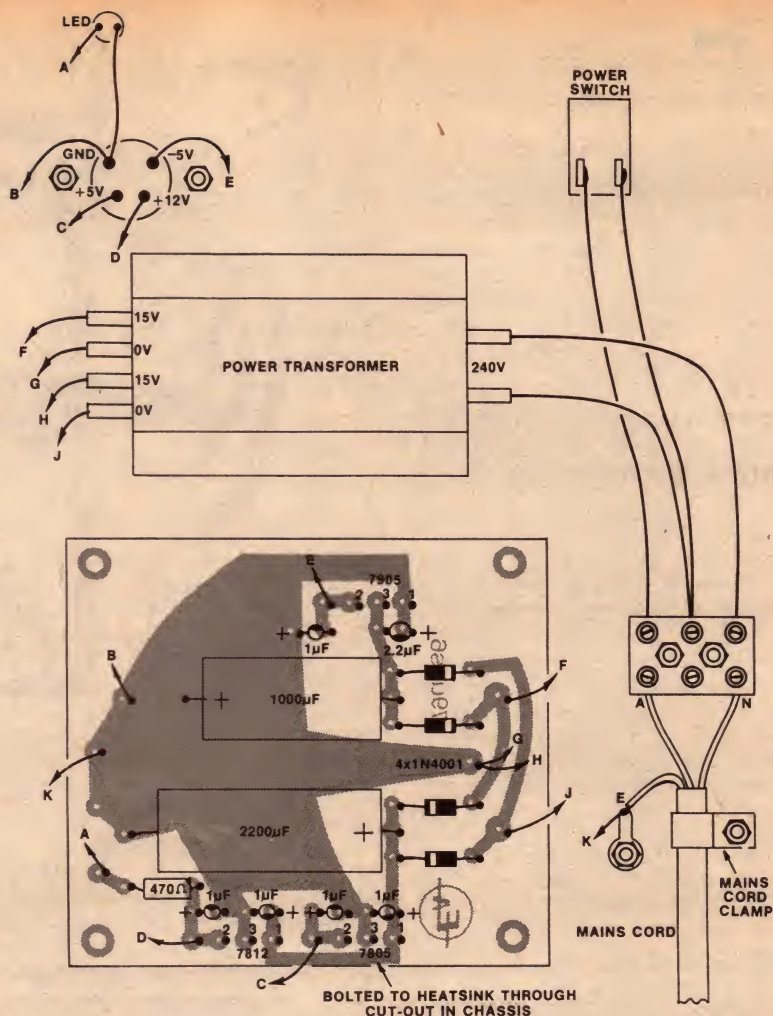 LED
A
POWER
SWITCH
GND
-5V
B
E
+5V
+12V
C
D
15V
F
0V
G
POWER TRANSFORMER
240V
15V
H
0V
J
E
7905
2 3 1
+
1µF
2.2µF
+
B
+
1000µF
F
G
4x1N4001
H
K
A
N
2200µF
+
J
E
K
A
470Ω
+
1µF
1µF
+
+
1µF
1µF
+
EV
MAINS
CORD
CLAMP
D
2 3 1
2 3 1
MAINS CORD
7812
7805
C
BOLTED TO HEATSINK THROUGH
CUT-OUT IN CHASSIS